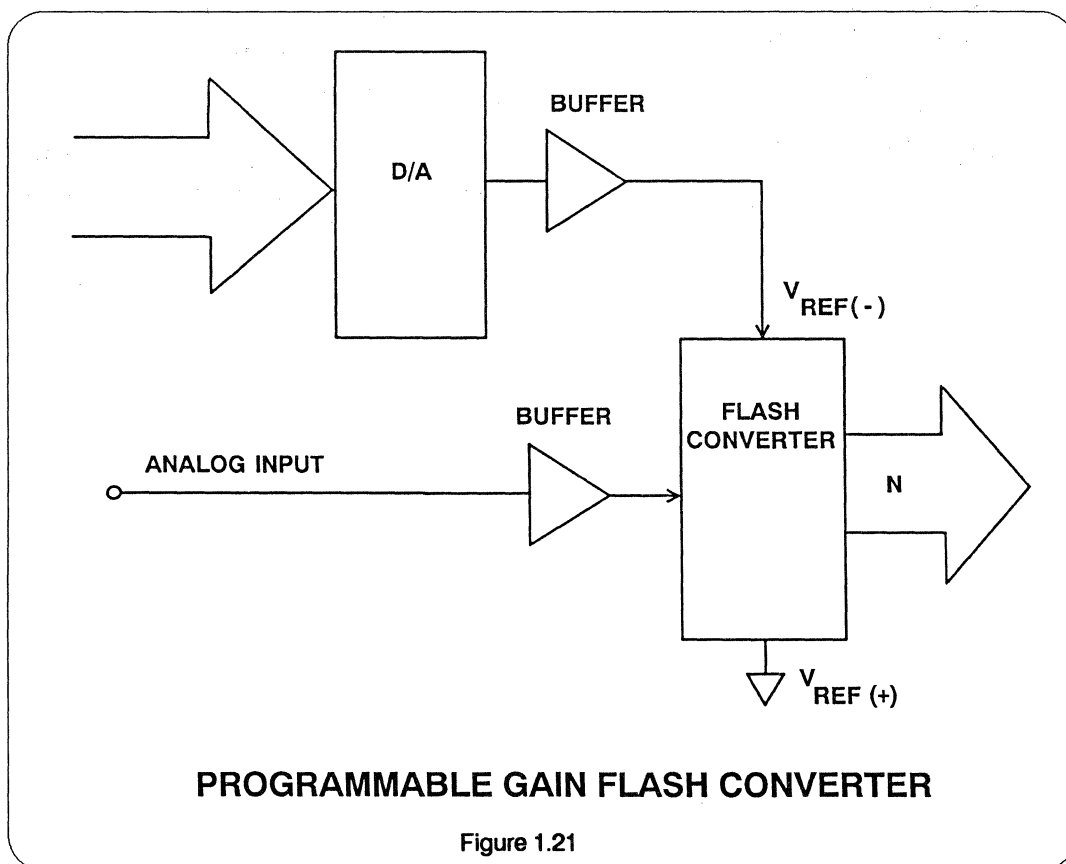 BUFFER
D/A
V REF(-)
BUFFER
FLASH
CONVERTER
ANALOG INPUT
N
V REF (+)
PROGRAMMABLE GAIN FLASH CONVERTER
Figure 1.21